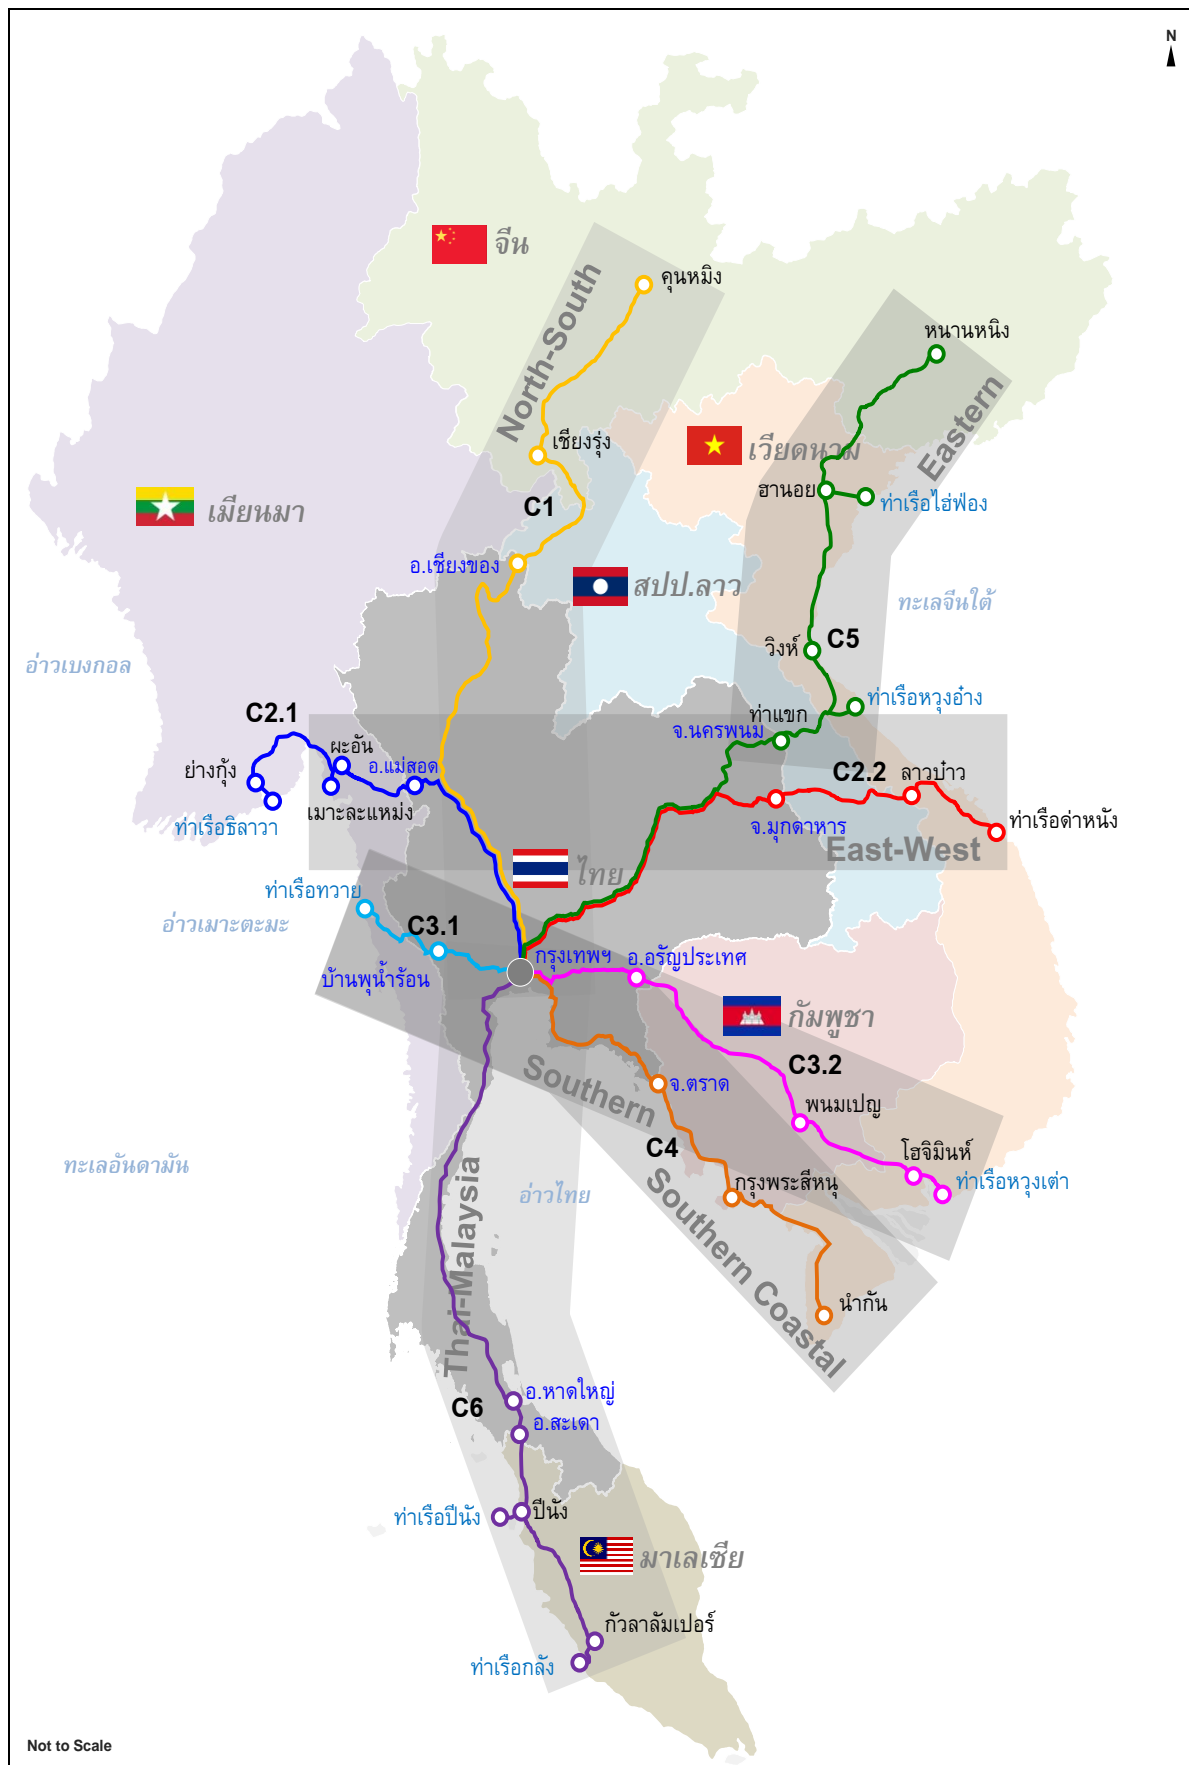 N
จีน
คุนหมิง
North-South
หนานหนิง
Eastern
เชียงรุ่ง
เวียดนาม
ฮานอย
ท่าเรือไฮ่ฟอง
C1
เมียนมา
อ.เชียงของ
สปป.ลาว
ทะเลจีนใต้
วิงห์
C5
อ่าวเบงกอล
ท่าเรือหวุงอ๋าง
C2.1
ท่าแขก
จ.นครพนม
ผะอัน
ย่างกุ้ง
อ.แม่สอด
C2.2
ลาวบ๋าว
ท่าเรือธิลาวา
เมาะละแหม่ง
จ.มุกดาหาร
ท่าเรือด่าหนัง
East-West
ไทย
ท่าเรือทวาย
อ่าวเมาะตะมะ
C3.1
กรุงเทพฯ
อ.อรัญประเทศ
บ้านพุน้ำร้อน
กัมพูชา
C3.2
Southern
จ.ตราด
พนมเปญ
C4
โฮจิมินห์
ทะเลอันดามัน
อ่าวไทย
กรุงพระสีหนุ
ท่าเรือหวุงเต่า
Thai-Malaysia
Southern Coastal
นำกัน
อ.หาดใหญ่
C6
อ.สะเดา
ท่าเรือปีนัง
ปีนัง
มาเลเซีย
กัวลาลัมเปอร์
ท่าเรือกลัง
Not to Scale